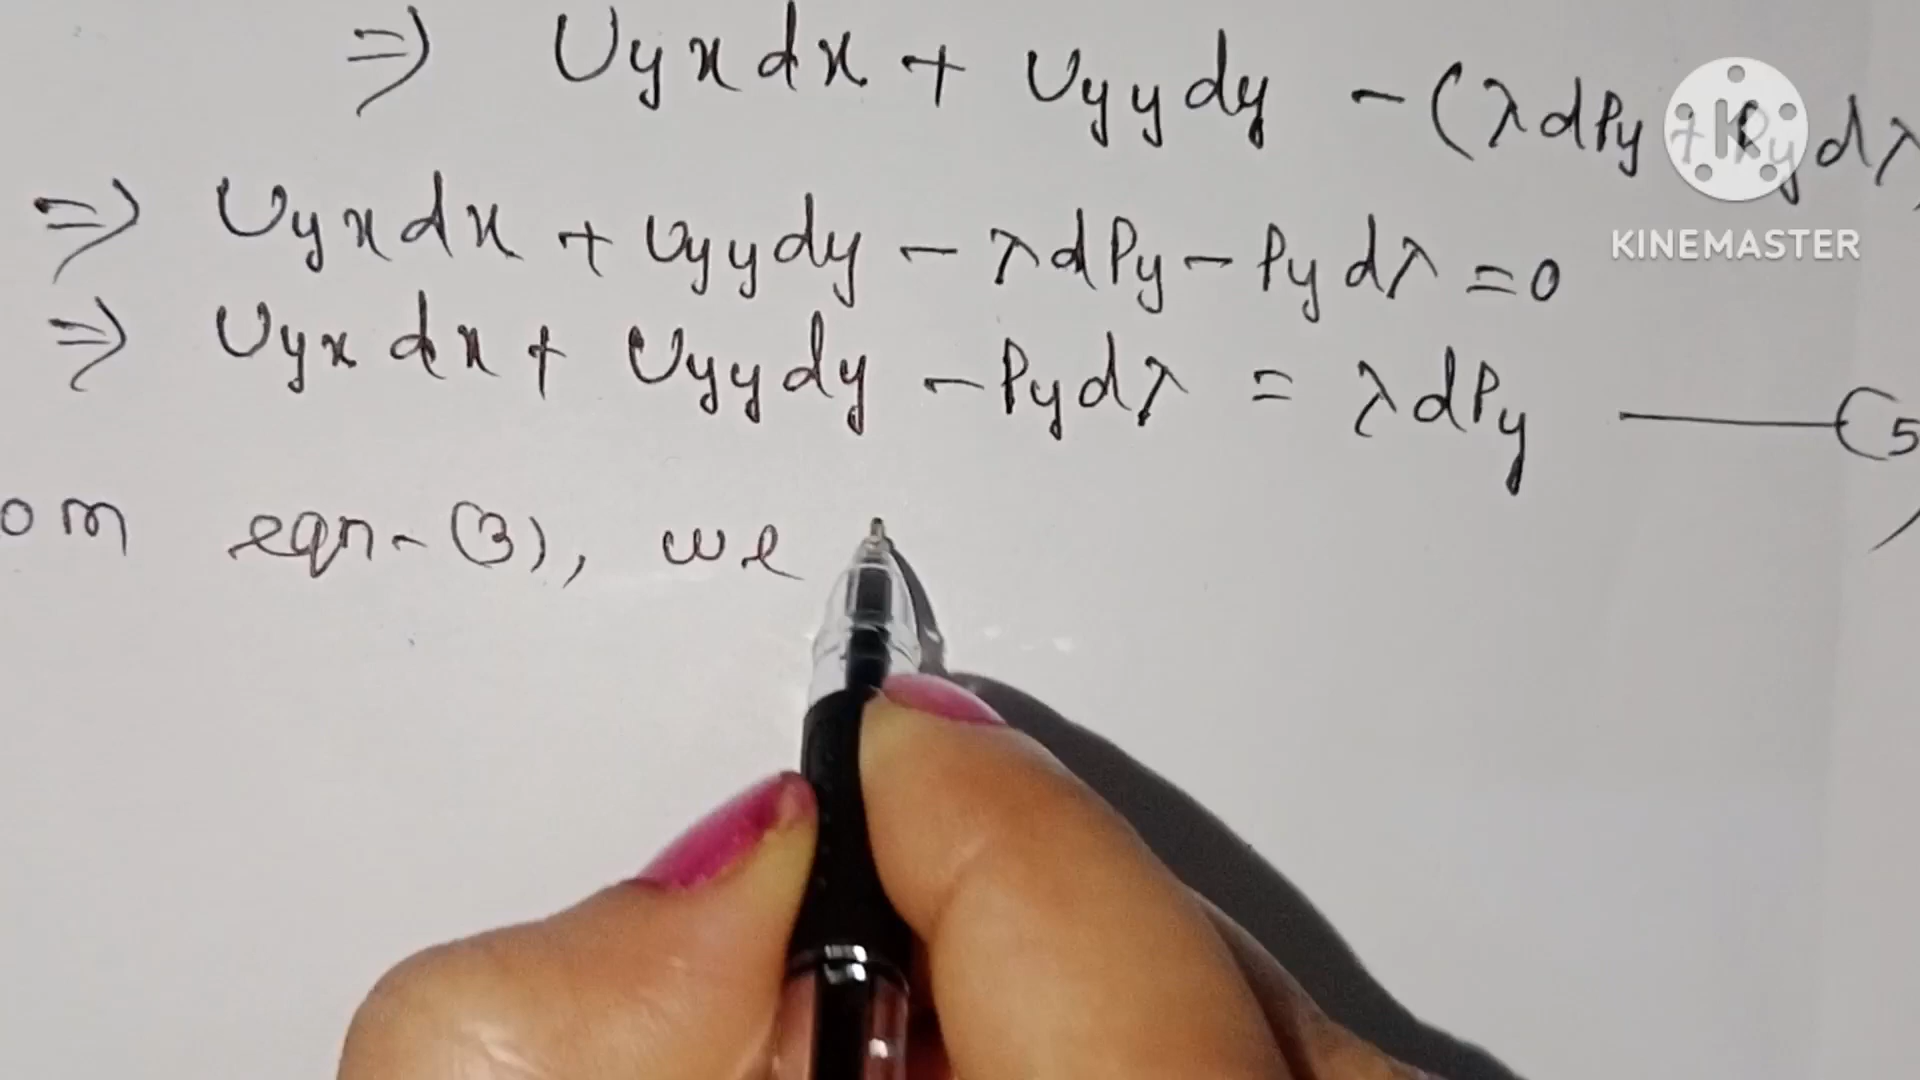 ⇒ Uyx dx + Uyy dy - (λ dPy + Py dλ
⇒ Uyx dx + Uyy dy - λ dPy - Py dλ = 0
⇒ Uyx dx + Uyy dy - Py dλ = λ dPy — (5
om eqn-(3), we
KINEMASTER